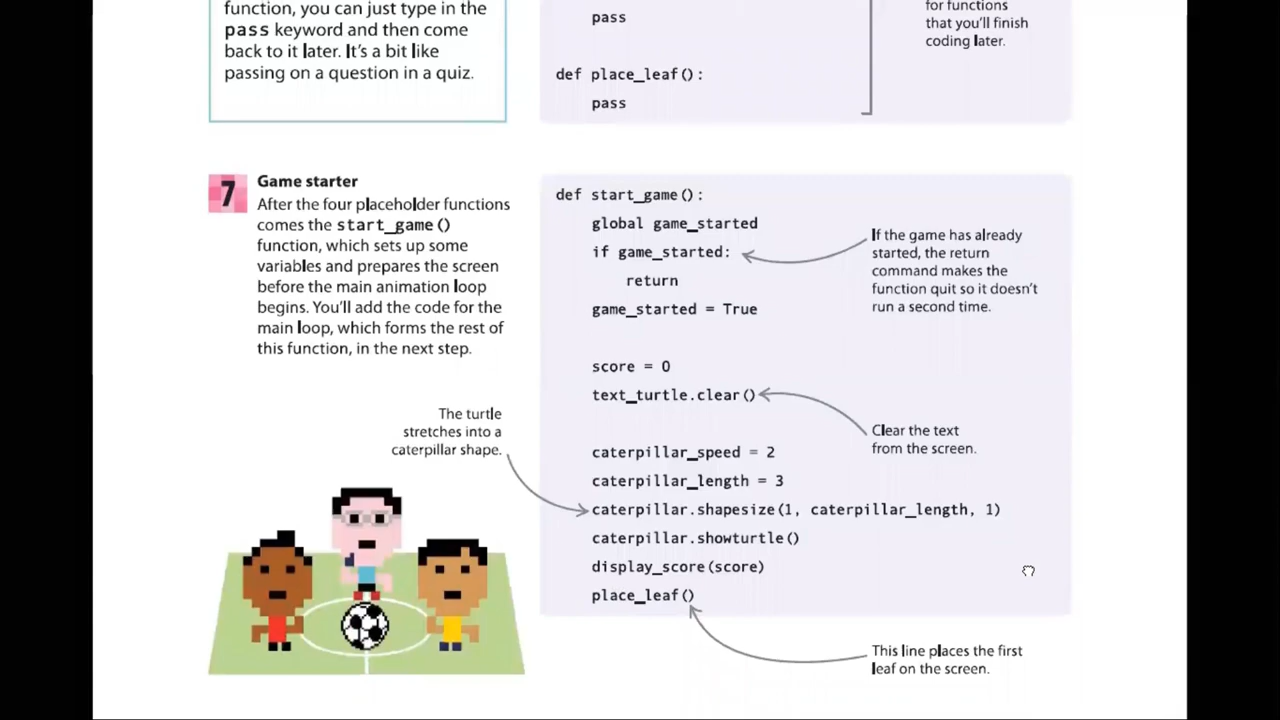 function, you can just type in the
pass keyword and then come
back to it later. It's a bit like
passing on a question in a quiz.
pass
def place_leaf():
pass
for functions
that you'll finish
coding later.
7
Game starter
After the four placeholder functions
comes the start_game()
function, which sets up some
variables and prepares the screen
before the main animation loop
begins. You'll add the code for the
main loop, which forms the rest of
this function, in the next step.
def start_game():
global game_started
if game_started:
return
game_started = True
score = 0
text_turtle.clear()
caterpillar_speed = 2
caterpillar_length = 3
caterpillar.shapesize(1, caterpillar_length, 1)
caterpillar.showturtle()
display_score(score)
place_leaf()
If the game has already
started, the return
command makes the
function quit so it doesn't
run a second time.
Clear the text
from the screen.
The turtle
stretches into a
caterpillar shape.
This line places the first
leaf on the screen.